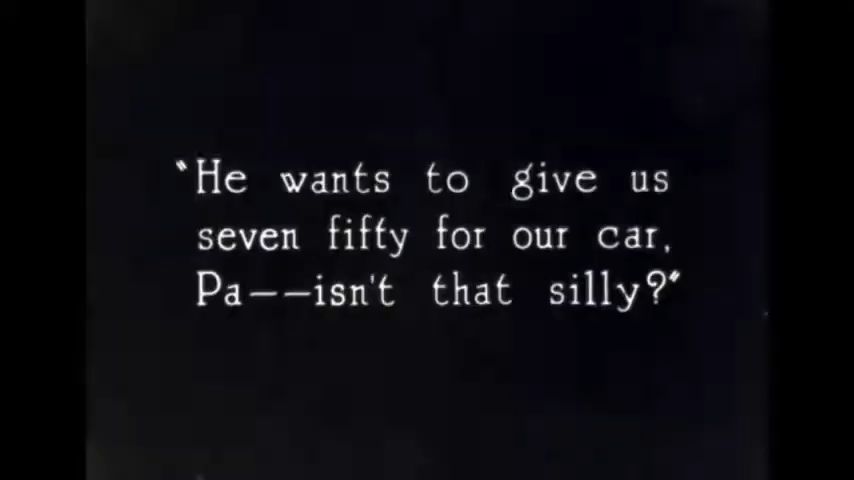 "He wants to give us
seven fifty for our car,
Pa--isn't that silly?"